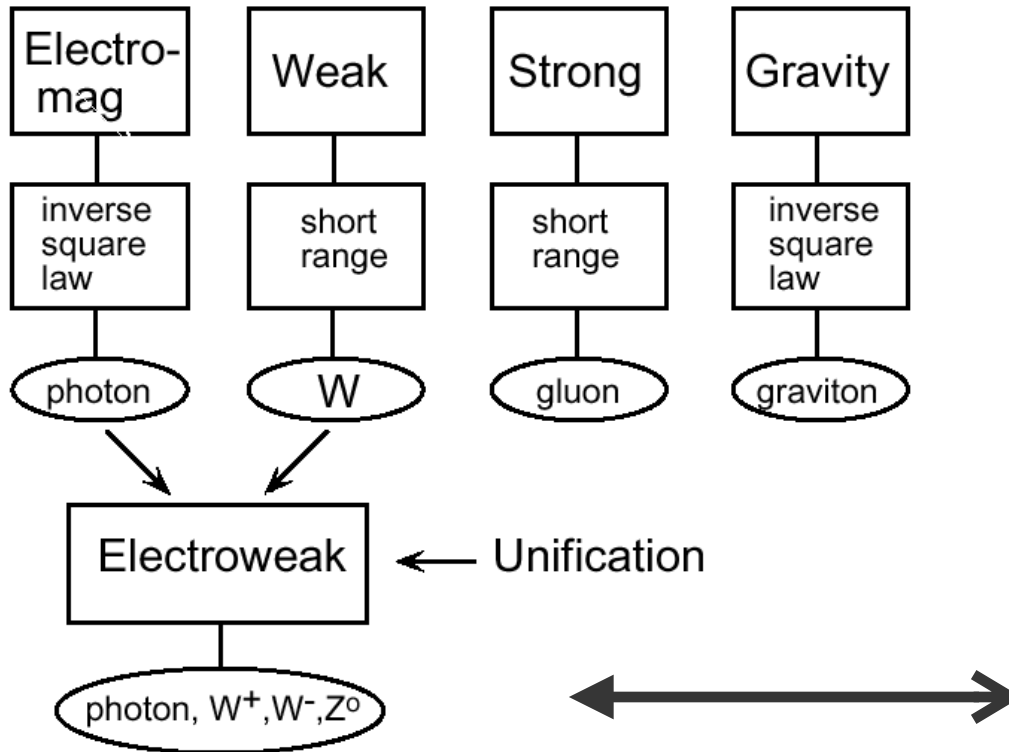 Electro-
mag
Weak
Strong
Gravity
inverse
square
law
short
range
short
range
inverse
square
law
photon
W
gluon
graviton
Electroweak
Unification
photon, W⁺,W⁻,Z⁰